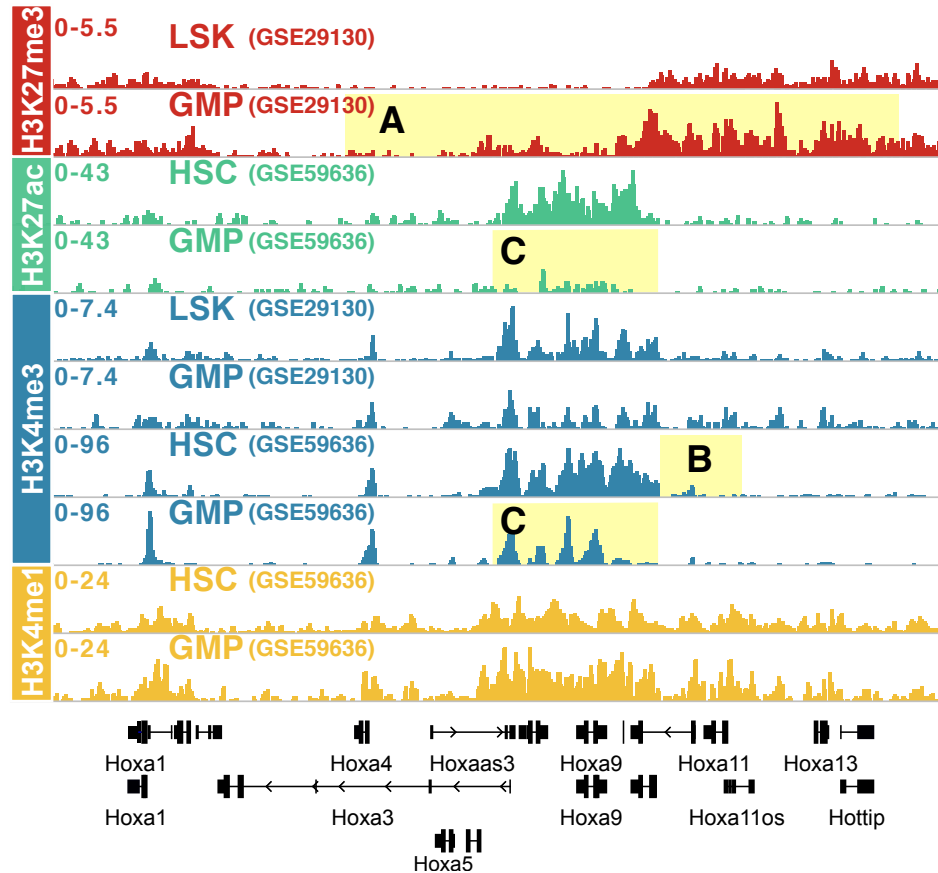 H3K27me3
0-5.5 LSK (GSE29130)
0-5.5 GMP (GSE29130) A
H3K27ac
0-43 HSC (GSE59636)
0-43 GMP (GSE59636) C
H3K4me3
0-7.4 LSK (GSE29130)
0-7.4 GMP (GSE29130)
0-96 HSC (GSE59636) B
0-96 GMP (GSE59636) C
H3K4me1
0-24 HSC (GSE59636)
0-24 GMP (GSE59636)
Hoxa1 Hoxa4 Hoxaas3 Hoxa9 Hoxa11 Hoxa13
Hoxa1 Hoxa3 Hoxa9 Hoxa11os Hottip
Hoxa5